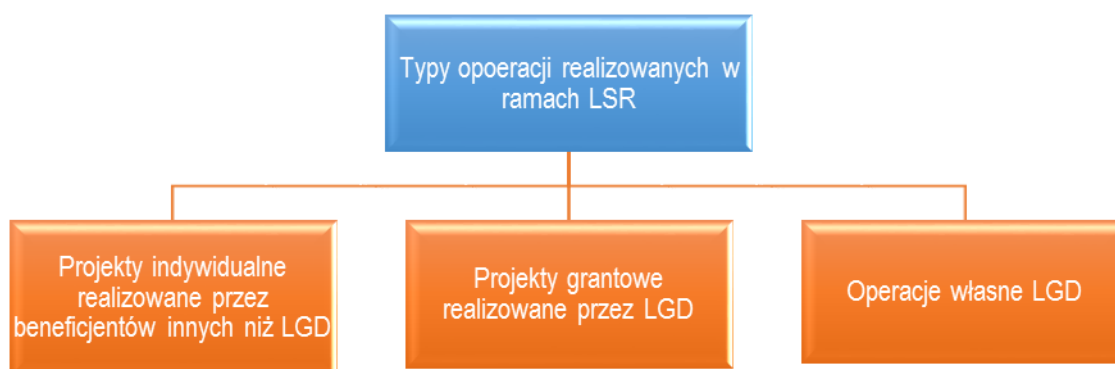 Typy opoeracji realizowanych w
ramach LSR
Projekty indywidualne
realizowane przez
beneficjentów innych niż LGD
Projekty grantowe
realizowane przez LGD
Operacje własne LGD